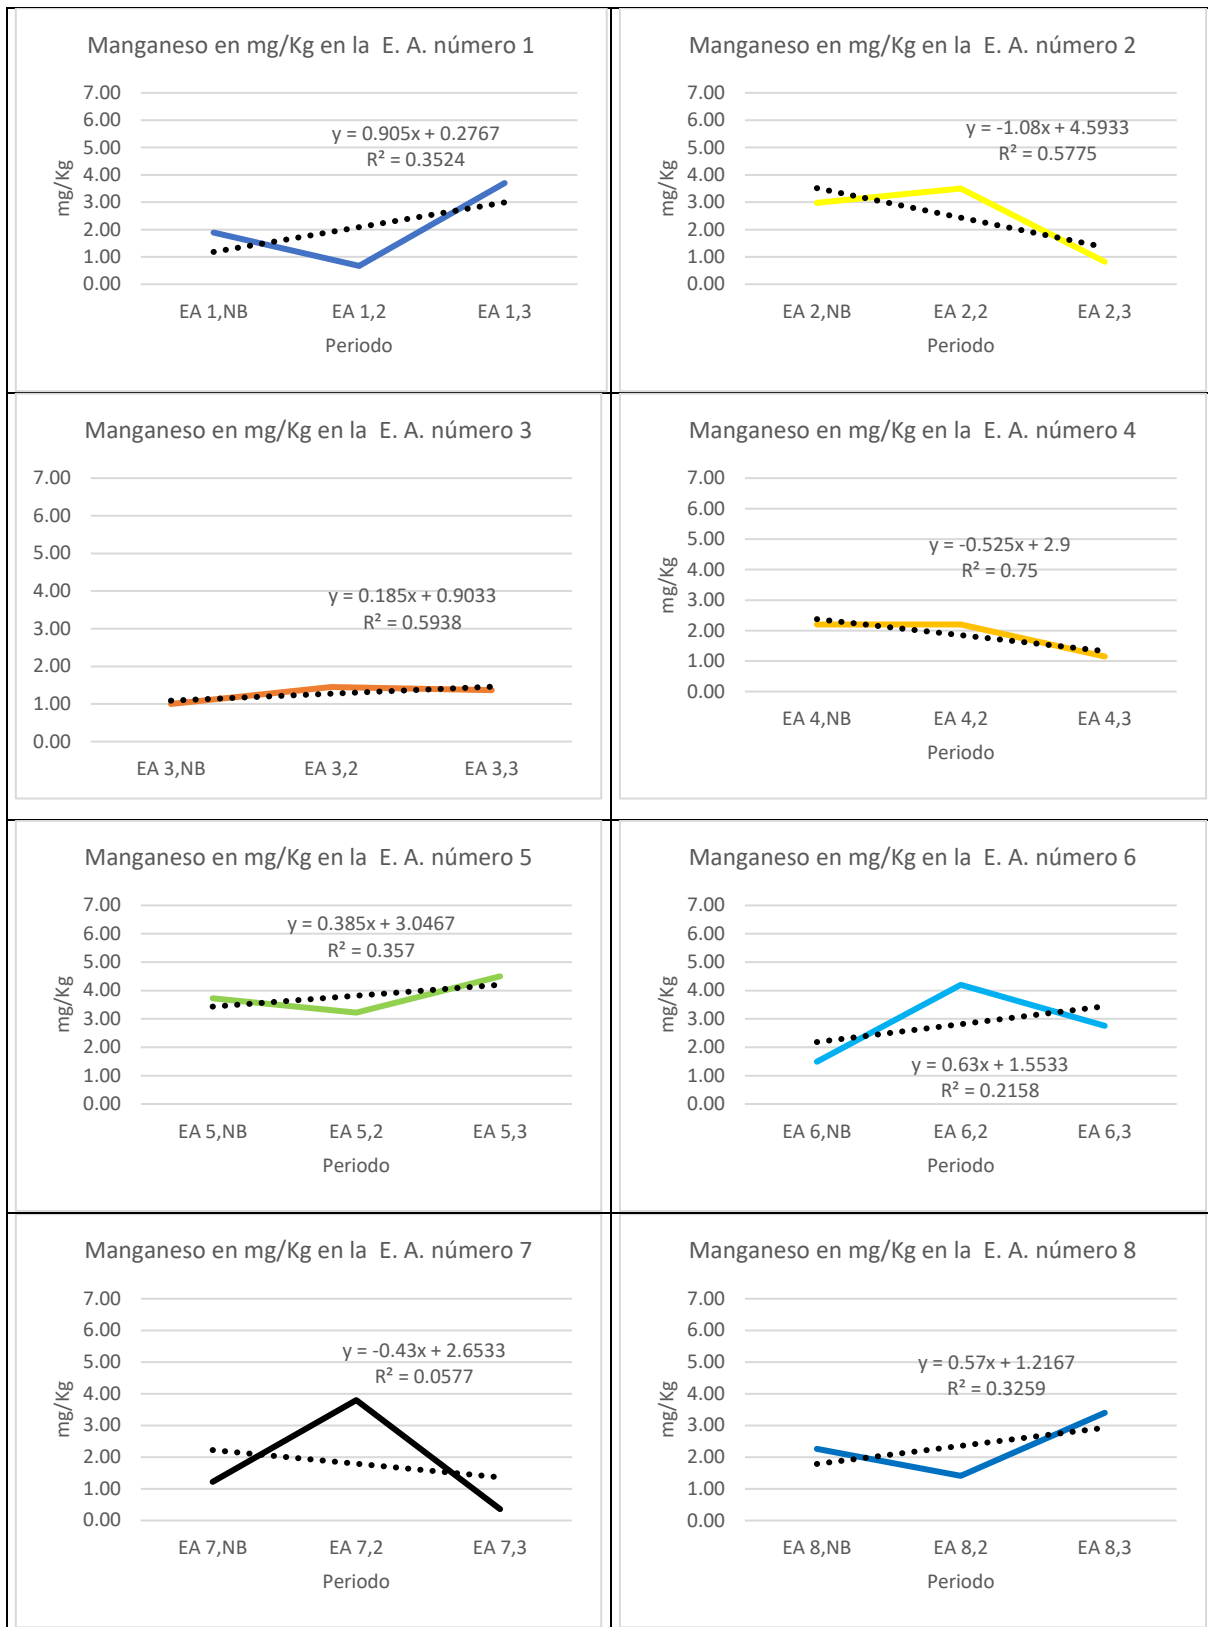 Manganeso en mg/Kg en la  E. A. número 1
7.00
6.00
5.00
4.00
3.00
2.00
1.00
0.00
mg/Kg
y = 0.905x + 0.2767
R² = 0.3524
EA 1,NB
EA 1,2
EA 1,3
Periodo
Manganeso en mg/Kg en la  E. A. número 2
7.00
6.00
5.00
4.00
3.00
2.00
1.00
0.00
mg/Kg
y = -1.08x + 4.5933
R² = 0.5775
EA 2,NB
EA 2,2
EA 2,3
Periodo
Manganeso en mg/Kg en la  E. A. número 3
7.00
6.00
5.00
4.00
3.00
2.00
1.00
0.00
y = 0.185x + 0.9033
R² = 0.5938
EA 3,NB
EA 3,2
EA 3,3
Manganeso en mg/Kg en la  E. A. número 4
7.00
6.00
5.00
4.00
3.00
2.00
1.00
0.00
mg/Kg
y = -0.525x + 2.9
R² = 0.75
EA 4,NB
EA 4,2
EA 4,3
Periodo
Manganeso en mg/Kg en la  E. A. número 5
7.00
6.00
5.00
4.00
3.00
2.00
1.00
0.00
mg/Kg
y = 0.385x + 3.0467
R² = 0.357
EA 5,NB
EA 5,2
EA 5,3
Periodo
Manganeso en mg/Kg en la  E. A. número 6
7.00
6.00
5.00
4.00
3.00
2.00
1.00
0.00
mg/Kg
y = 0.63x + 1.5533
R² = 0.2158
EA 6,NB
EA 6,2
EA 6,3
Periodo
Manganeso en mg/Kg en la  E. A. número 7
7.00
6.00
5.00
4.00
3.00
2.00
1.00
0.00
mg/Kg
y = -0.43x + 2.6533
R² = 0.0577
EA 7,NB
EA 7,2
EA 7,3
Periodo
Manganeso en mg/Kg en la  E. A. número 8
7.00
6.00
5.00
4.00
3.00
2.00
1.00
0.00
mg/Kg
y = 0.57x + 1.2167
R² = 0.3259
EA 8,NB
EA 8,2
EA 8,3
Periodo